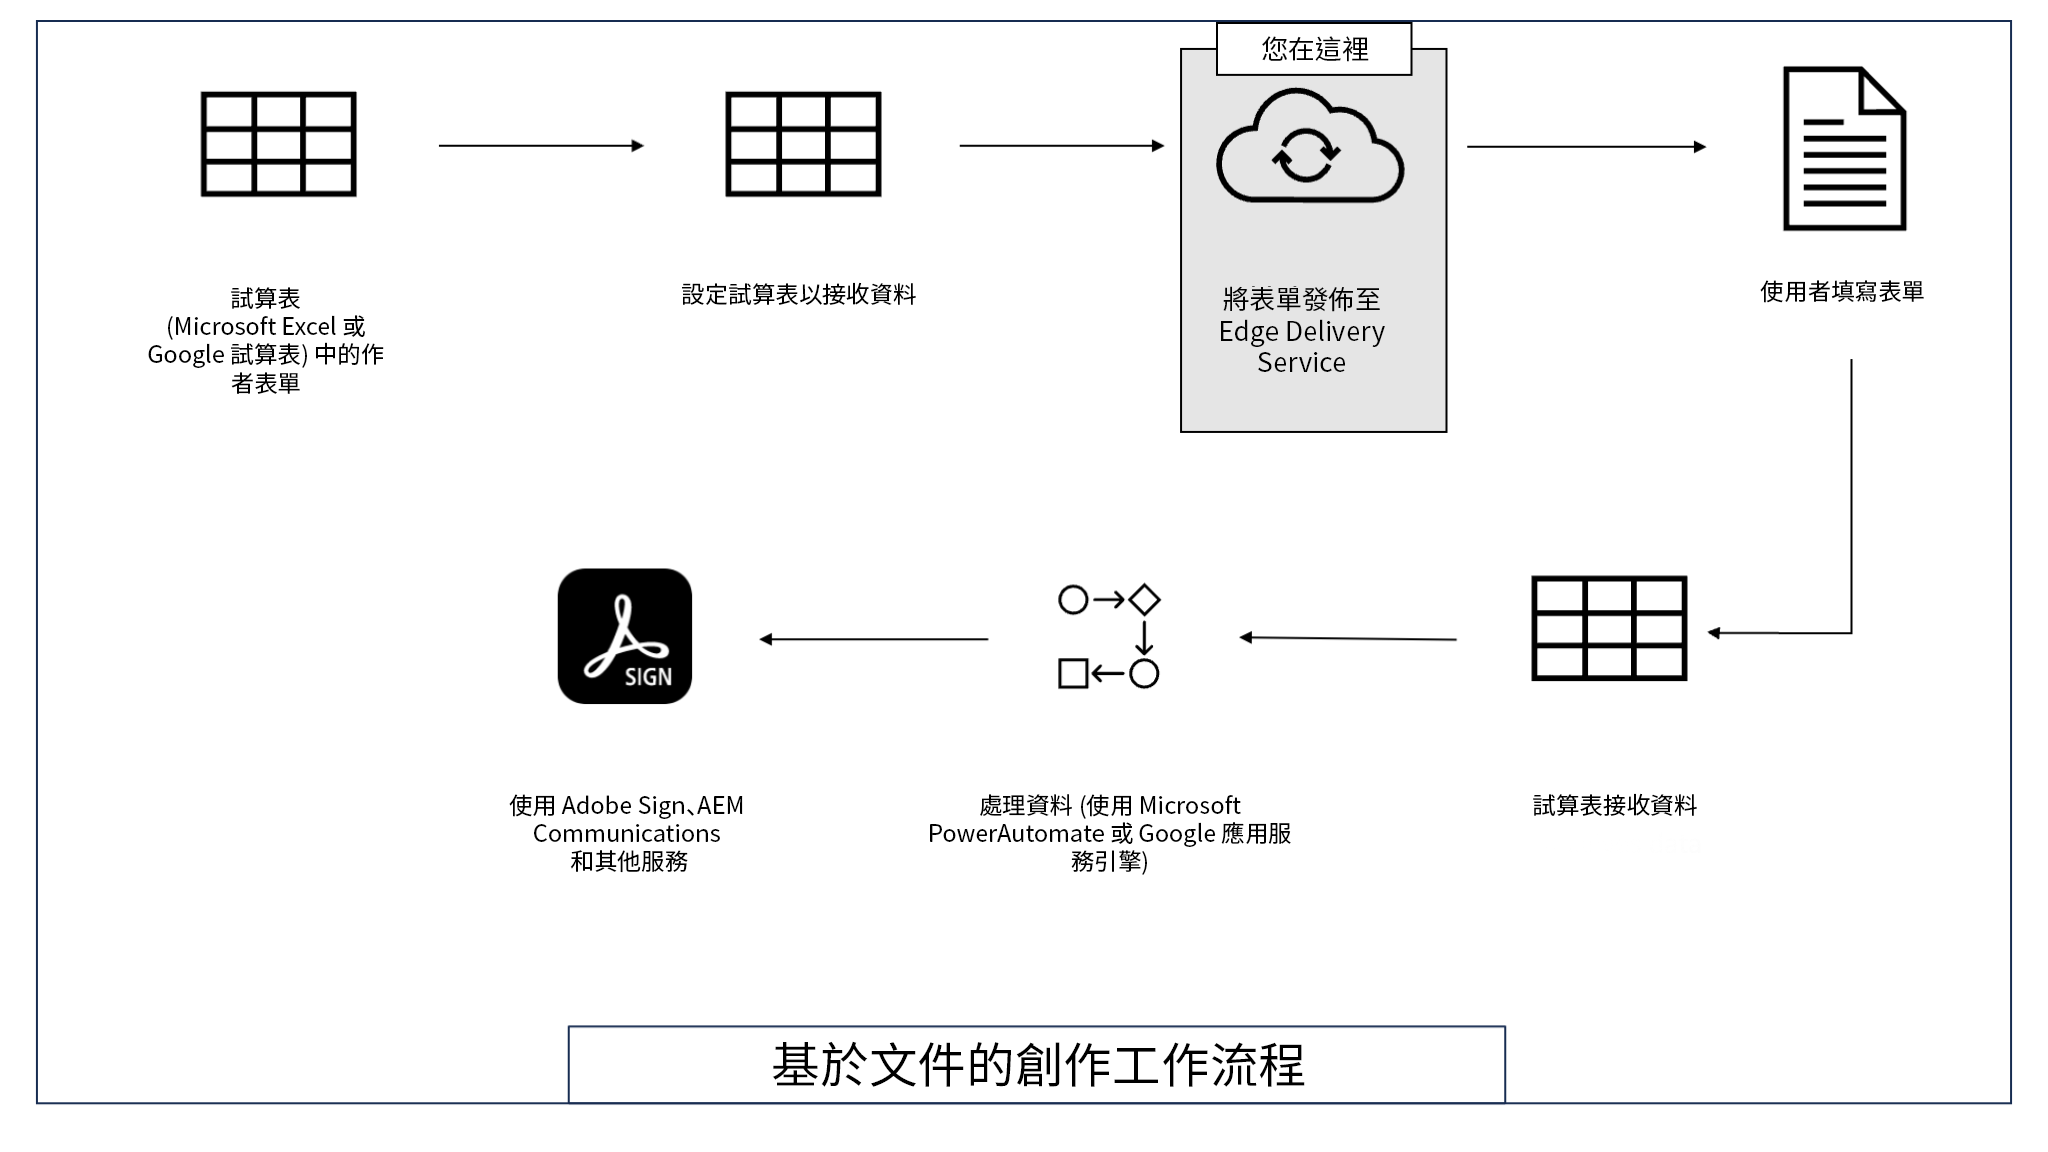 您在這裡
試算表
(Microsoft Excel 或
Google 試算表) 中的作
者表單
設定試算表以接收資料
將表單發佈至
Edge Delivery
Service
使用者填寫表單
SIGN
使用 Adobe Sign、AEM
Communications
和其他服務
處理資料 (使用 Microsoft
PowerAutomate 或 Google 應用服
務引擎)
試算表接收資料
基於文件的創作工作流程